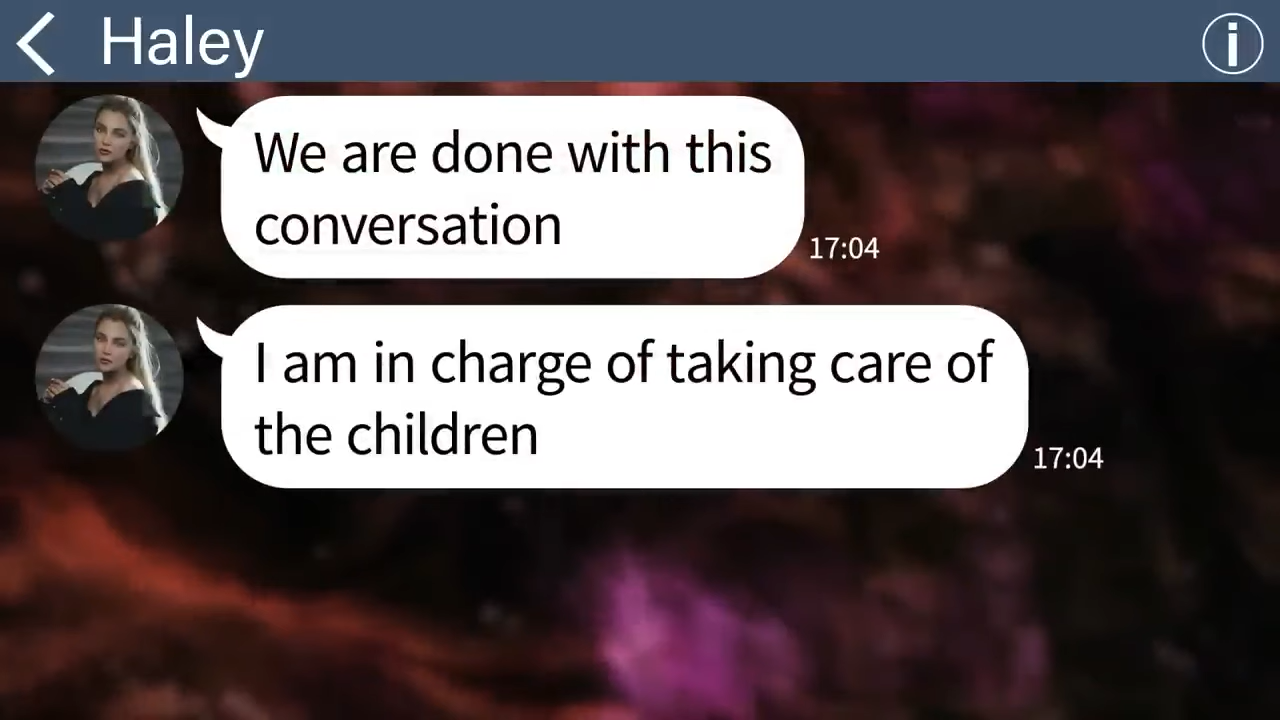 Haley
We are done with this
conversation
17:04
I am in charge of taking care of
the children
17:04